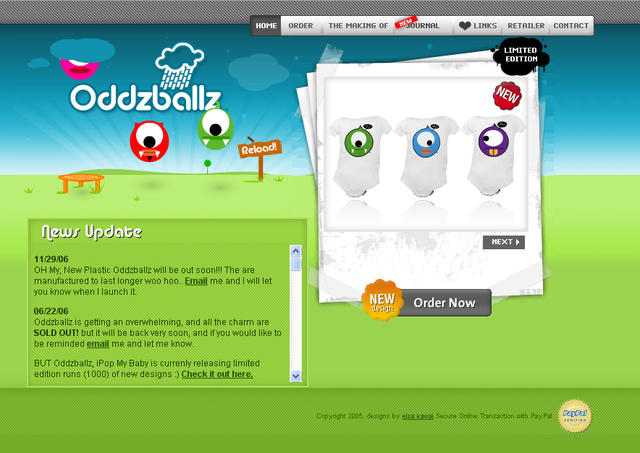 HOME ORDER THE MAKING OF NEW JOURNAL LINKS RETAILER CONTACT
LIMITED
EDITION
Oddzballz
NEW
Reload!
News Update
11/29/06
OH My, New Plastic Oddzballz will be out soon!!! The are
manufactured to last longer woo hoo.. Email me and I will let
you know when I launch it.
06/22/06
Oddzballz is getting an overwhelming, and all the charm are
SOLD OUT! but it will be back very soon, and if you would like to
be reminded email me and let me know.
BUT Oddzballz, iPop My Baby is currenly releasing limited
edition runs (1000) of new designs :) Check it out here.
NEXT
NEW
design
Order Now
Copyright 2005, designs by elsa kawai Secure Online Transaction with PayPal
PayPal
VERIFIED